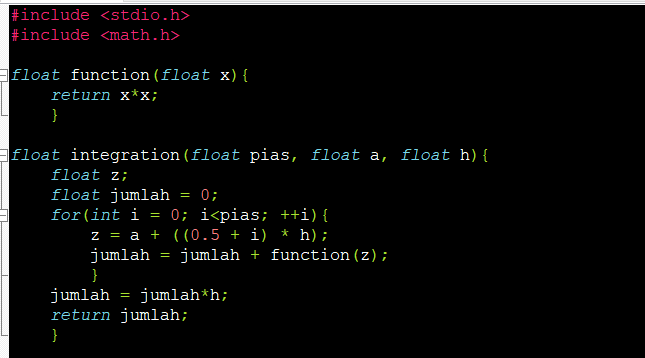 #include <stdio.h>
#include <math.h>
float function(float x){
return x*x;
}
float integration(float pias, float a, float h){
float z;
float jumlah = 0;
for(int i = 0; i<pias; ++i){
z = a + ((0.5 + i) * h);
jumlah = jumlah + function(z);
}
jumlah = jumlah*h;
return jumlah;
}